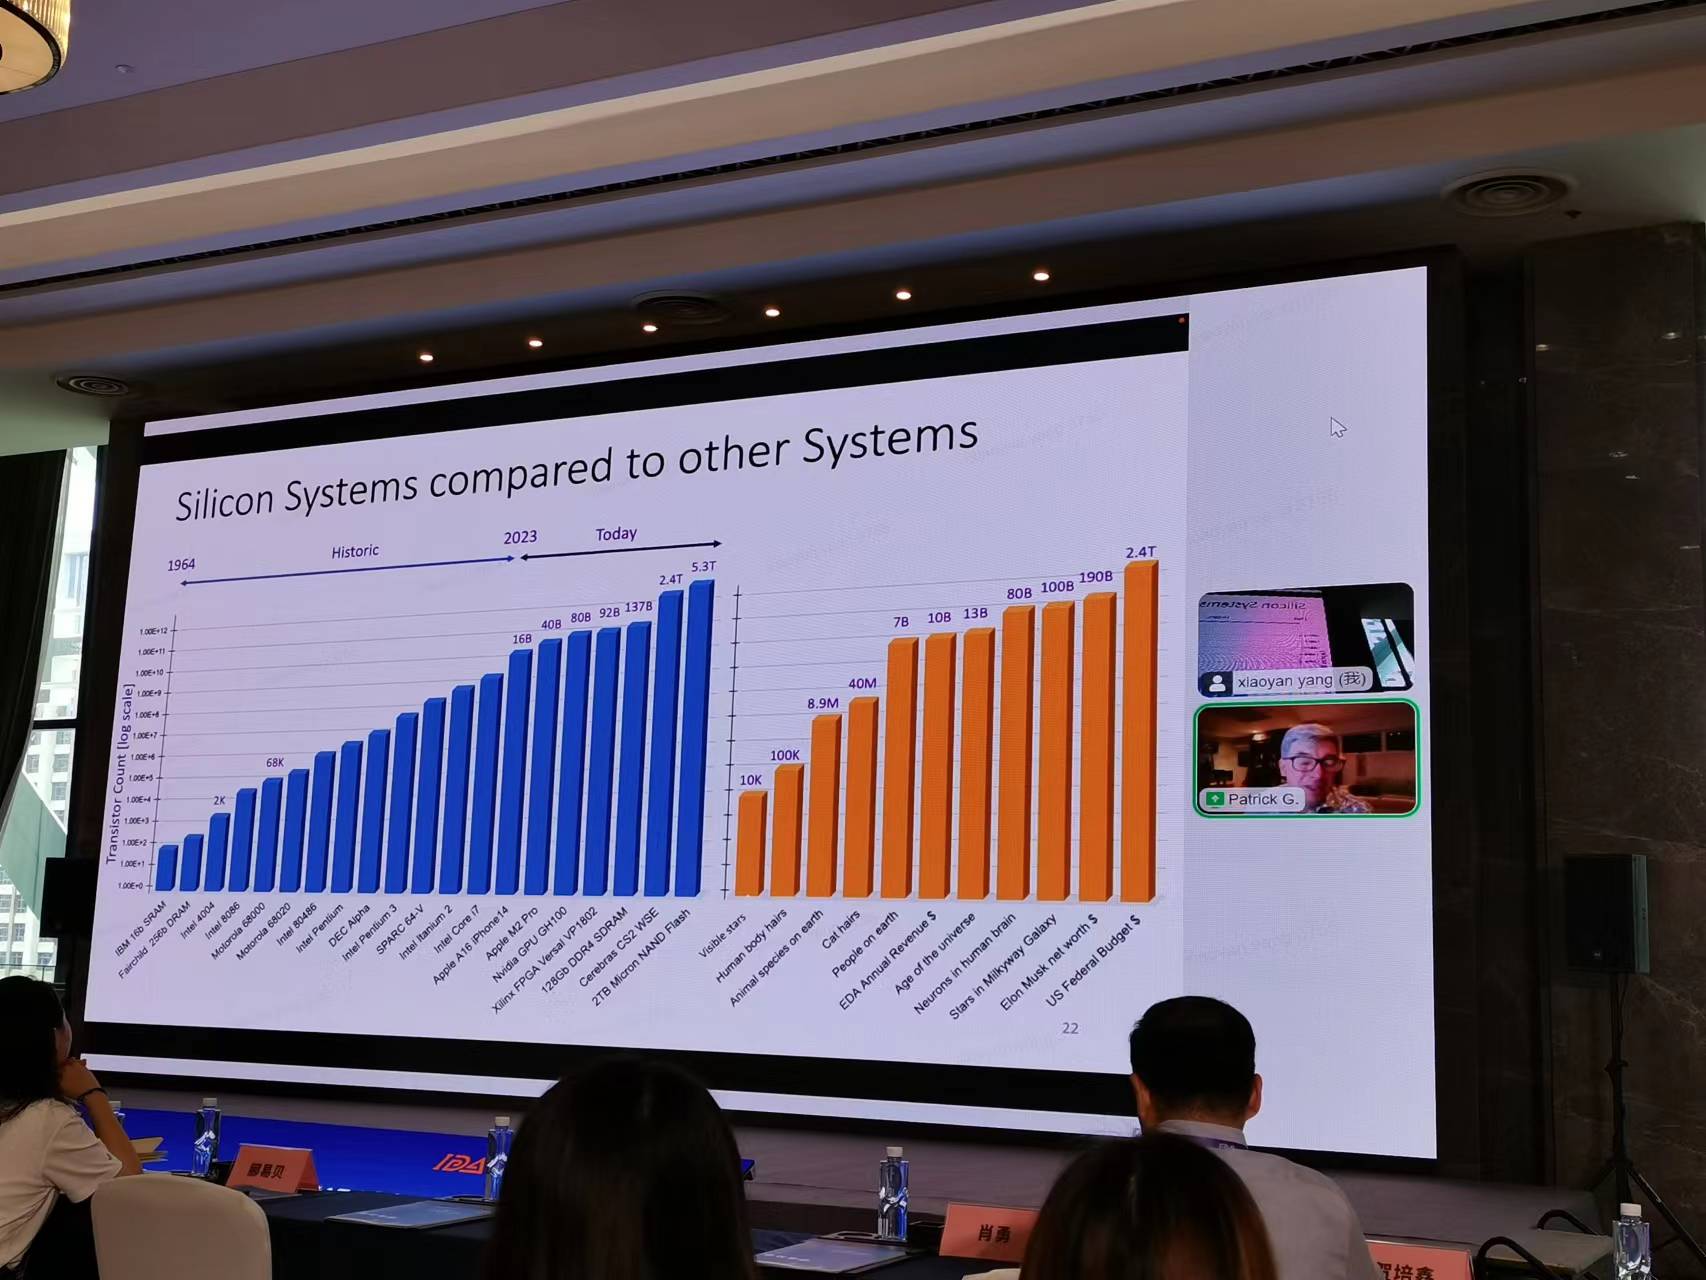 Silicon Systems compared to other Systems
1964
Historic
2023
Today
Transistor Count [log scale]
1.00E+12
1.00E+11
1.00E+10
1.00E+9
1.00E+8
1.00E+7
1.00E+6
1.00E+5
1.00E+4
1.00E+3
1.00E+2
1.00E+1
1.00E+0
2K
68K
16B
40B
80B
92B
137B
2.4T
5.3T
IBM 16b SRAM
Fairchild 256b DRAM
Intel 4004
Intel 8086
Motorola 68000
Motorola 68020
Intel 80486
Intel Pentium
DEC Alpha
Intel Pentium 3
SPARC 64-V
Intel Itanium 2
Intel Core i7
Apple A16 iPhone14
Apple M2 Pro
Nvidia GPU GH100
Xilinx FPGA Versal VP1802
128Gb DDR4 SDRAM
Cerebras CS2 WSE
2TB Micron NAND Flash
10K
100K
8.9M
40M
7B
10B
13B
80B
100B
190B
2.4T
Visible stars
Human body hairs
Animal species on earth
Cat hairs
People on earth
EDA Annual Revenue $
Age of the universe
Neurons in human brain
Stars in Milkyway Galaxy
Elon Musk net worth $
US Federal Budget $
22
Silicon Systems
xiaoyan yang (我)
Patrick G.
IDA
肖勇
贺培鑫